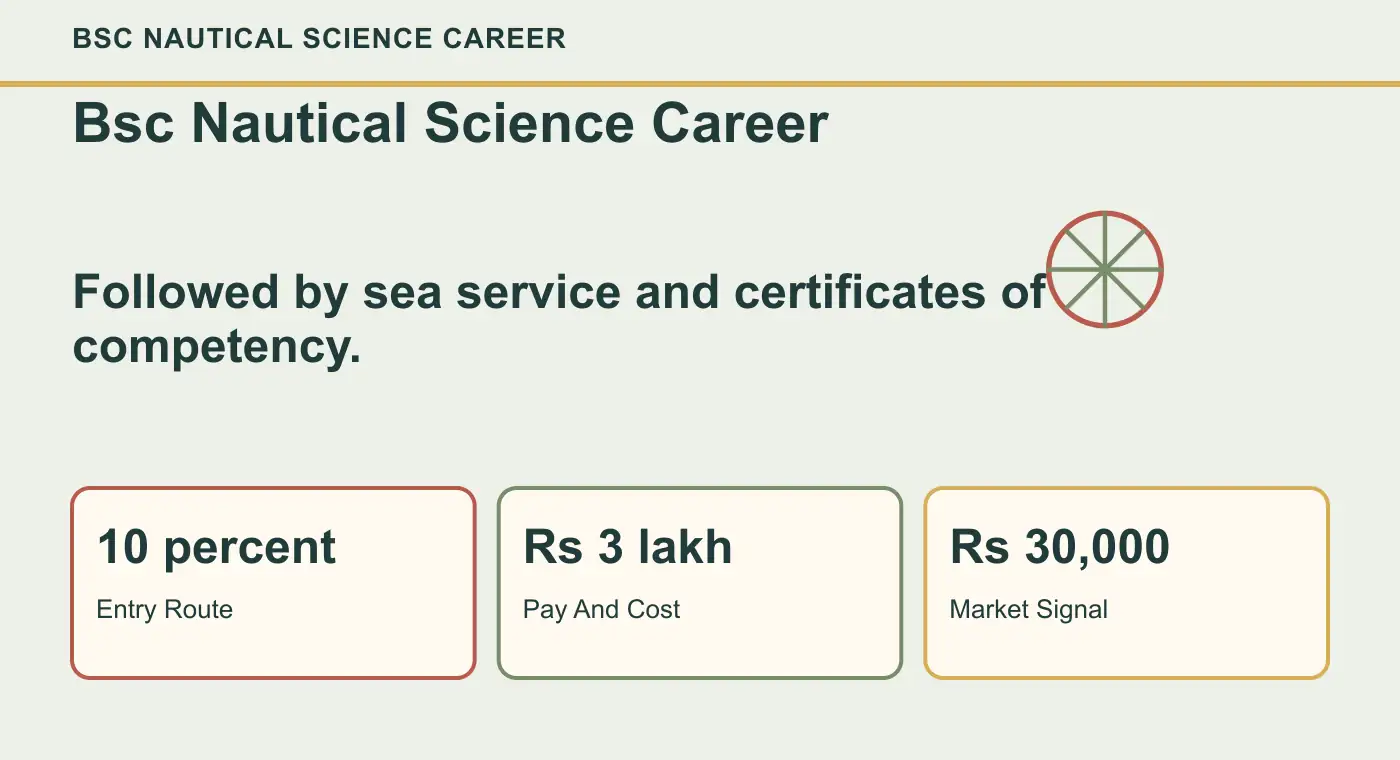 BSC NAUTICAL SCIENCE CAREER
Bsc Nautical Science Career
Followed by sea service and certificates of
competency.
10 percent
Entry Route
Rs 3 lakh
Pay And Cost
Rs 30,000
Market Signal